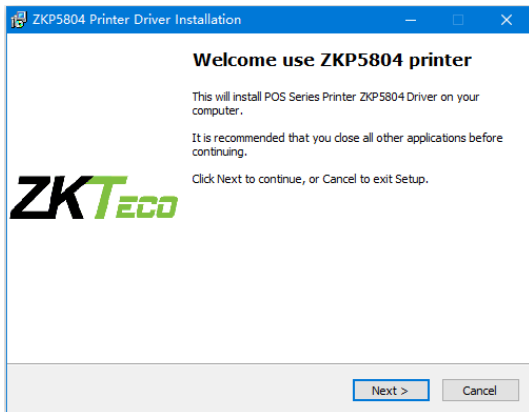 ZKP5804 Printer Driver Installation
Welcome use ZKP5804 printer
This will install POS Series Printer ZKP5804 Driver on your
computer.
It is recommended that you close all other applications before
continuing.
Click Next to continue, or Cancel to exit Setup.
ZKTECO
Next >
Cancel